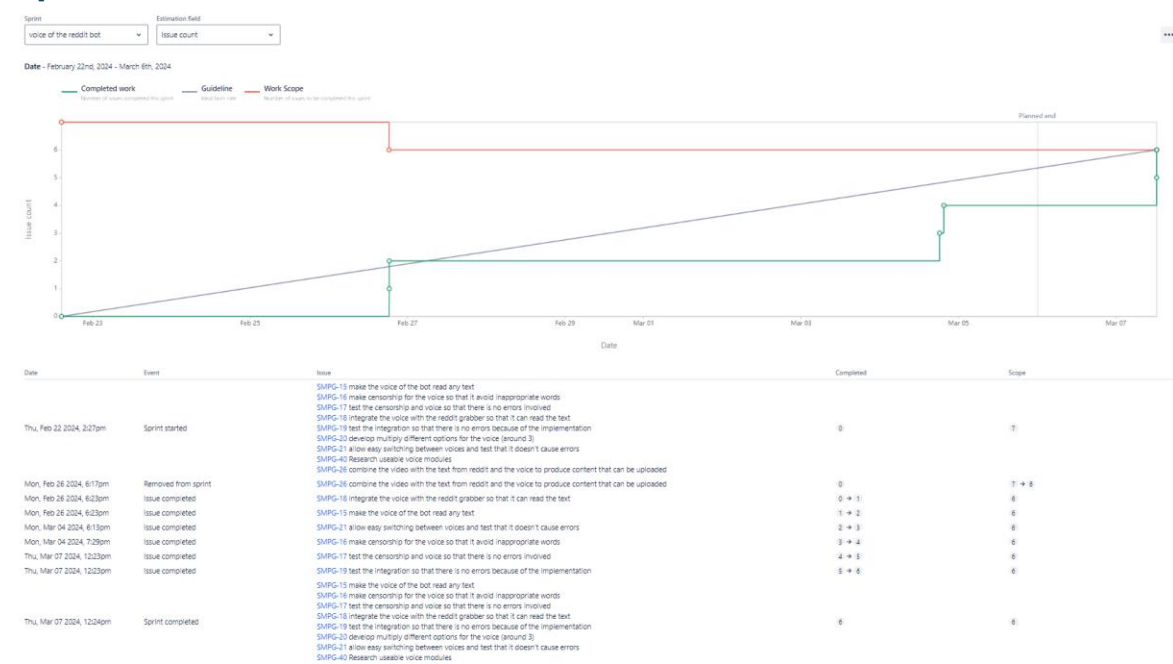 Sprint
Estimation Field
voice of the reddit bot
Issue count
Date - February 22nd, 2024 - March 6th, 2024
Completed work
Number of issues completed this sprint
Guideline
Ideal burn rate
Work Scope
Number of issues to be completed this sprint
Planned end
6
5
4
3
2
1
0
Issue count
Feb 23
Feb 25
Feb 27
Feb 29
Mar 01
Mar 03
Mar 05
Mar 07
Date
Date Event Issue Completed Scope
SMPG-15 make the voice of the bot read any text
SMPG-16 make censorship for the voice so that it avoid inappropriate words
SMPG-17 test the censorship and voice so that there is no errors involved
SMPG-18 integrate the voice with the reddit grabber so that it can read the text
Thu, Feb 22 2024, 2:27pm Sprint started SMPG-19 test the integration so that there is no errors because of the implementation 0 7
SMPG-20 develop multiply different options for the voice (around 3)
SMPG-21 allow easy switching between voices and test that it doesn't cause errors
SMPG-40 Research useable voice modules
SMPG-26 combine the video with the text from reddit and the voice to produce content that can be uploaded
Mon, Feb 26 2024, 6:17pm Removed from sprint SMPG-26 combine the video with the text from reddit and the voice to produce content that can be uploaded 0 7 → 6
Mon, Feb 26 2024, 6:23pm Issue completed SMPG-18 integrate the voice with the reddit grabber so that it can read the text 0 → 1 6
Mon, Feb 26 2024, 6:23pm Issue completed SMPG-15 make the voice of the bot read any text 1 → 2 6
Mon, Mar 04 2024, 6:13pm Issue completed SMPG-21 allow easy switching between voices and test that it doesn't cause errors 2 → 3 6
Mon, Mar 04 2024, 7:29pm Issue completed SMPG-16 make censorship for the voice so that it avoid inappropriate words 3 → 4 6
Thu, Mar 07 2024, 12:23pm Issue completed SMPG-17 test the censorship and voice so that there is no errors involved 4 → 5 6
Thu, Mar 07 2024, 12:23pm Issue completed SMPG-19 test the integration so that there is no errors because of the implementation 5 → 6 6
SMPG-15 make the voice of the bot read any text
SMPG-16 make censorship for the voice so that it avoid inappropriate words
SMPG-17 test the censorship and voice so that there is no errors involved
SMPG-18 integrate the voice with the reddit grabber so that it can read the text
Thu, Mar 07 2024, 12:24pm Sprint completed SMPG-19 test the integration so that there is no errors because of the implementation 6 6
SMPG-20 develop multiply different options for the voice (around 3)
SMPG-21 allow easy switching between voices and test that it doesn't cause errors
SMPG-40 Research useable voice modules